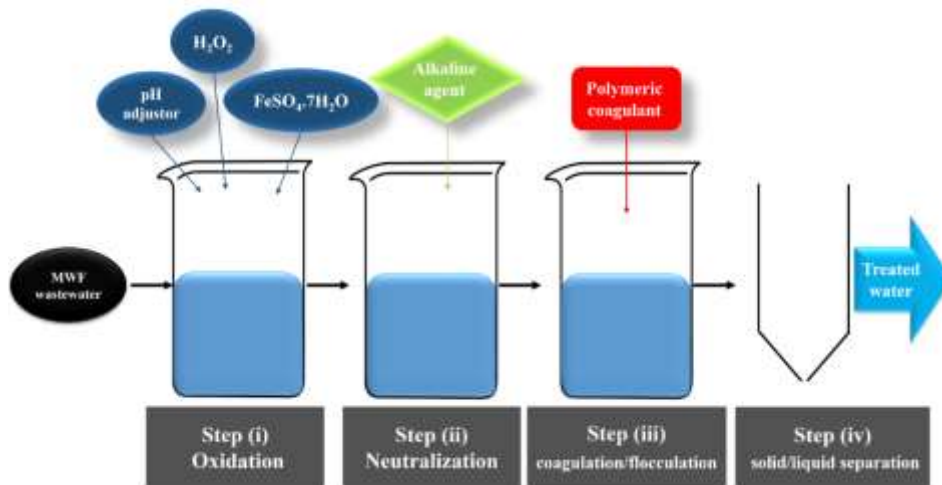 H₂O₂
pH
adjustor
FeSO₄.7H₂O
Alkaline
agent
Polymeric
coagulant
MWF
wastewater
Treated
water
Step (i)
Oxidation
Step (ii)
Neutralization
Step (iii)
coagulation/flocculation
Step (iv)
solid/liquid separation